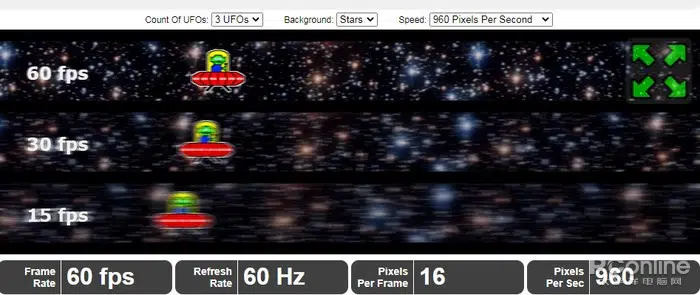 Count Of UFOs: 3 UFOs Background: Stars Speed: 960 Pixels Per Second
60 fps
30 fps
15 fps
Frame Rate 60 fps Refresh Rate 60 Hz Pixels Per Frame 16 Pixels Per Sec 960